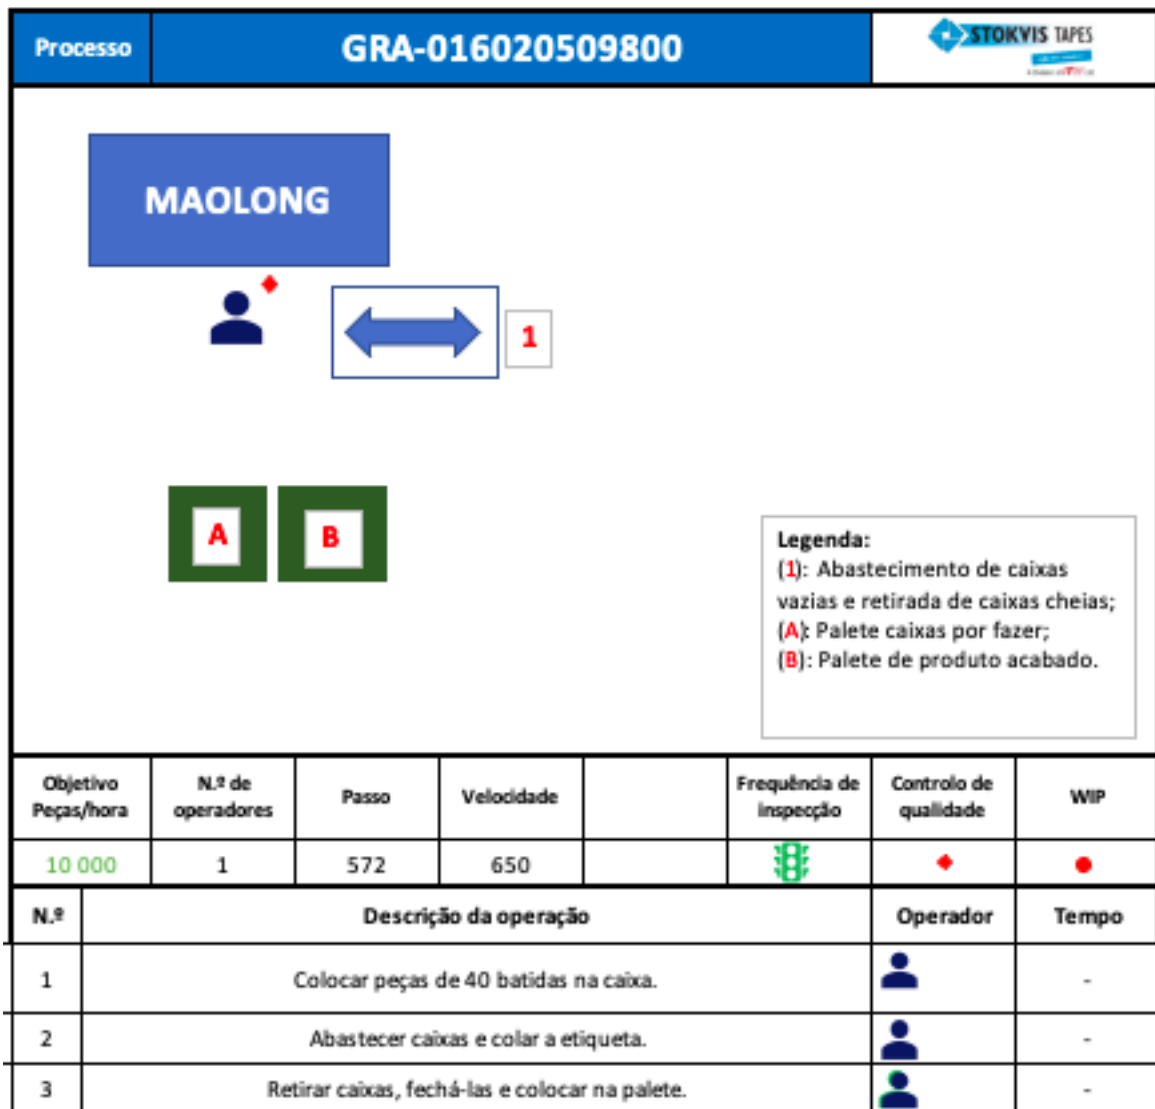 Processo
GRA-016020509800
STOKVIS TAPES
MAOLONG
1
A
B
Legenda:
(1): Abastecimento de caixas
vazias e retirada de caixas cheias;
(A): Palete caixas por fazer;
(B): Palete de produto acabado.
Objetivo
Peças/hora
N.º de
operadores
Passo
Velocidade
Frequência de
inspecção
Controlo de
qualidade
WIP
10 000
1
572
650
N.º
Descrição da operação
Operador
Tempo
1
Colocar peças de 40 batidas na caixa.
-
2
Abastecer caixas e colar a etiqueta.
-
3
Retirar caixas, fechá-las e colocar na palete.
-